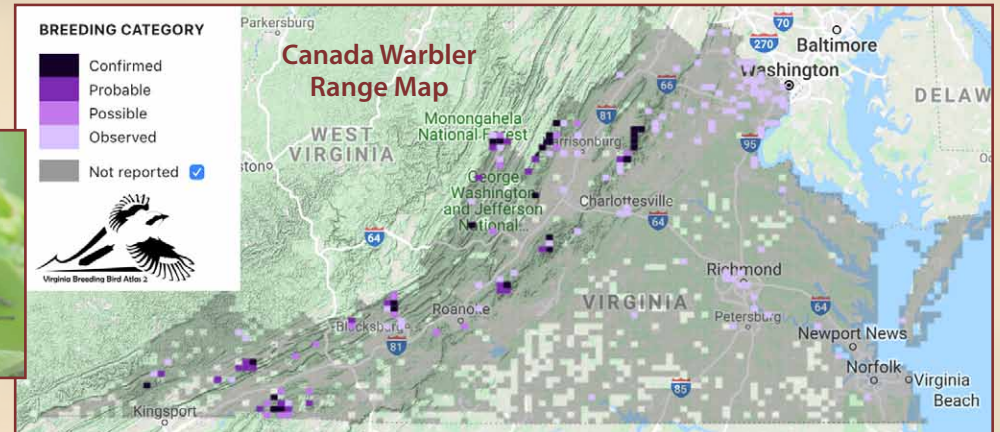 BREEDING CATEGORY
Confirmed
Probable
Possible
Observed
Not reported
Virginia Breeding Bird Atlas 2
Canada Warbler
Range Map
Parkersburg
70
270
Baltimore
Washington
66
DELAW
81
Monongahela
National Forest
WEST
VIRGINIA
arrisonburg
95
ston
George
Washington
and Jefferson
National...
Charlottesville
64
64
Richmond
VIRGINIA
64
Roanoke
Petersburg
Blacksburg
Newport News
81
Norfolk
Virginia
Beach
85
Kingsport